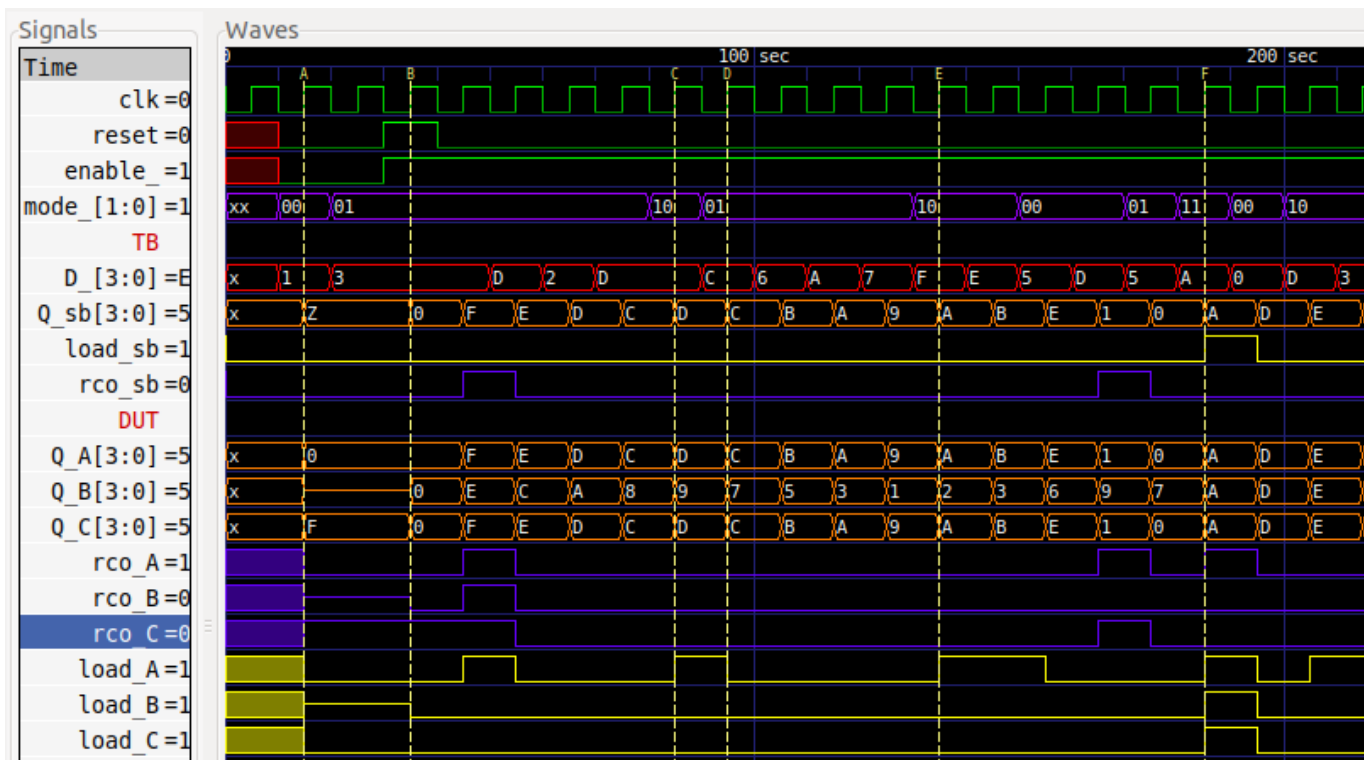 Signals Waves
Time 0 100 sec 200 sec
A B C D E F
clk=0
reset=0
enable_=1
mode_[1:0]=1 xx 00 01 10 01 10 00 01 11 00 10
TB
D_[3:0]=E x 1 3 D 2 D C 6 A 7 F E 5 D 5 A 0 D 3
Q_sb[3:0]=5 x Z 0 F E D C D C B A 9 A B E 1 0 A D E
load_sb=1
rco_sb=0
DUT
Q_A[3:0]=5 x 0 F E D C D C B A 9 A B E 1 0 A D E
Q_B[3:0]=5 x 0 E C A 8 9 7 5 3 1 2 3 6 9 7 A D E
Q_C[3:0]=5 x F 0 F E D C D C B A 9 A B E 1 0 A D E
rco_A=1
rco_B=0
rco_C=0
load_A=1
load_B=1
load_C=1